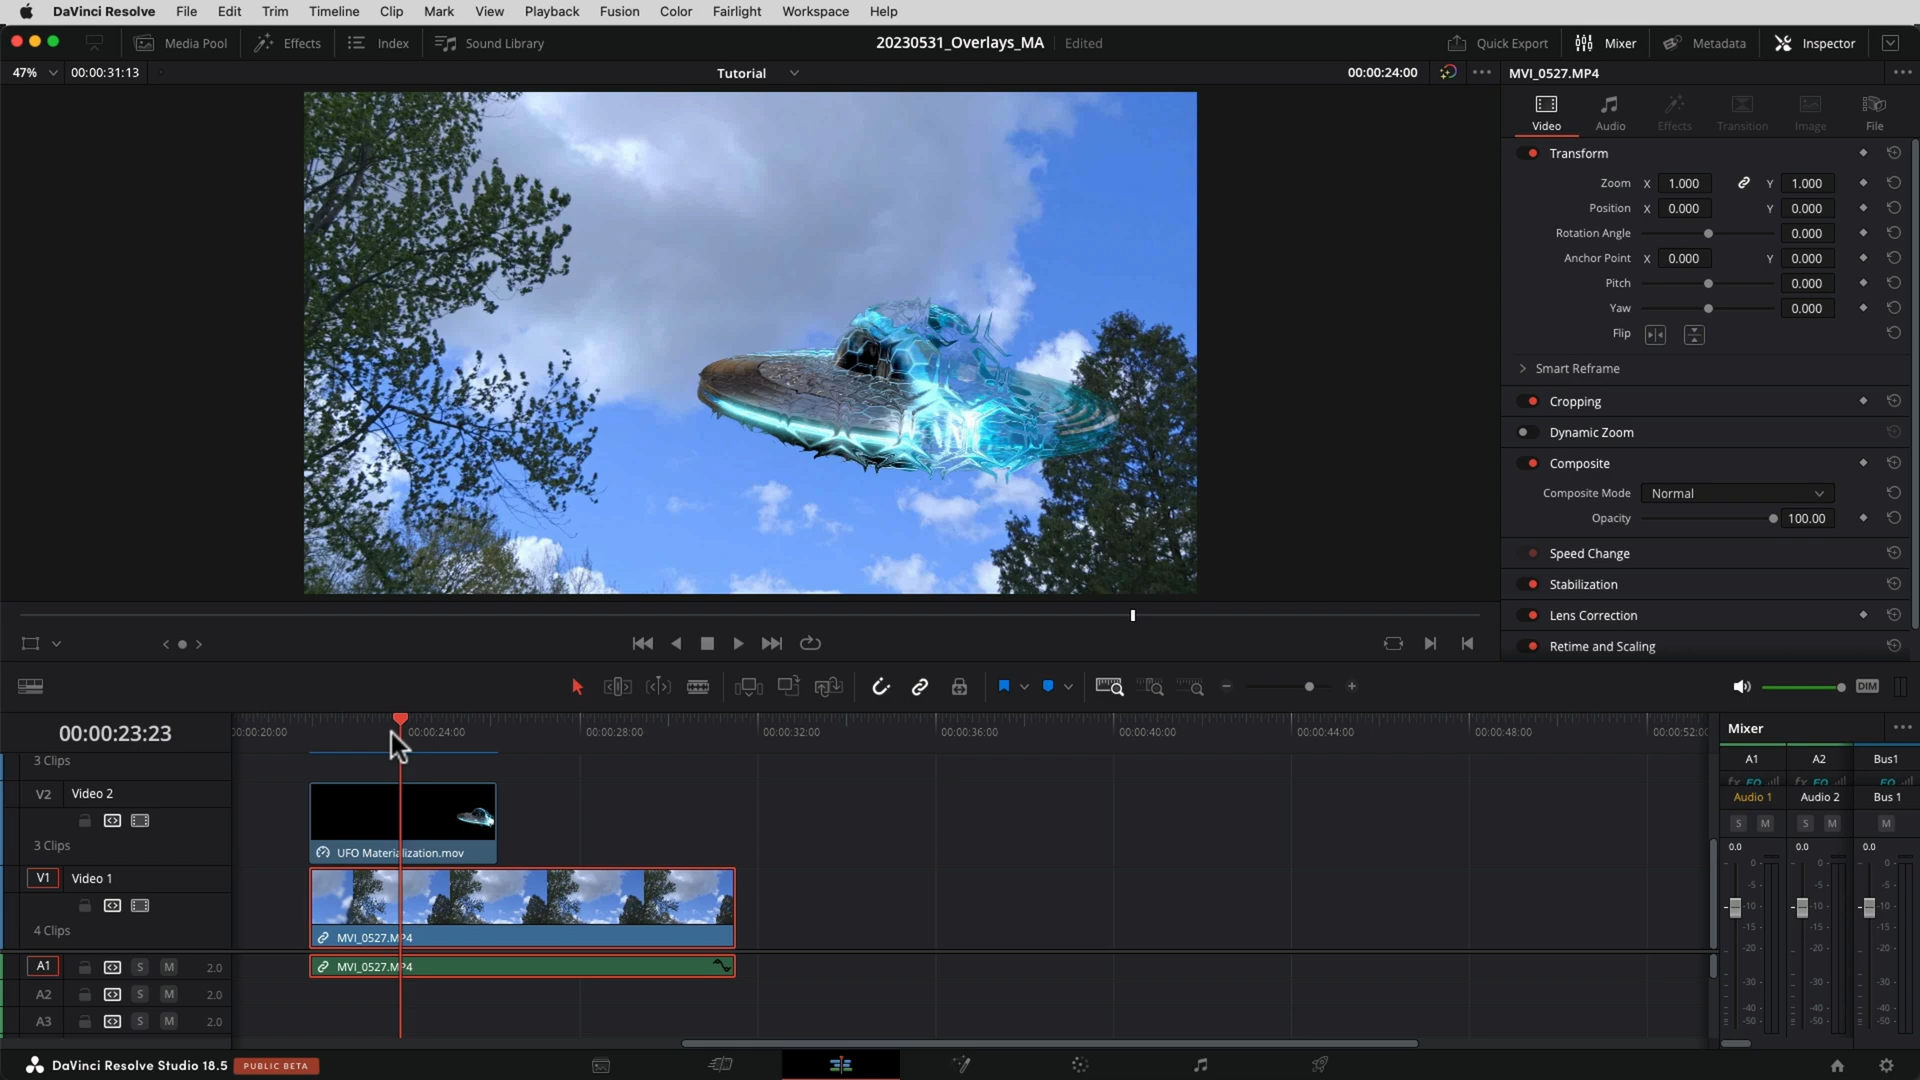 DaVinci Resolve File Edit Trim Timeline Clip Mark View Playback Fusion Color Fairlight Workspace Help
Media Pool Effects Index Sound Library 20230531_Overlays_MA Edited Quick Export Mixer Metadata Inspector
47% 00:00:31:13 Tutorial 00:00:24:00 MVI_0527.MP4
Video Audio Effects Transition Image File
Transform
Zoom X 1.000 Y 1.000
Position X 0.000 Y 0.000
Rotation Angle 0.000
Anchor Point X 0.000 Y 0.000
Pitch 0.000
Yaw 0.000
Flip
Smart Reframe
Cropping
Dynamic Zoom
Composite
Composite Mode Normal
Opacity 100.00
Speed Change
Stabilization
Lens Correction
Retime and Scaling
DIM
00:00:23:23 00:00:20:00 00:00:24:00 00:00:28:00 00:00:32:00 00:00:36:00 00:00:40:00 00:00:44:00 00:00:48:00 00:00:52:00
Mixer
3 Clips
A1 A2 Bus1
V2 Video 2
fx EQ fx EQ EQ
Audio 1 Audio 2 Bus 1
S M S M M
3 Clips
0.0 0.0 0.0
UFO Materialization.mov
V1 Video 1
4 Clips
MVI_0527.MP4
A1 S M 2.0 MVI_0527.MP4
A2 S M 2.0
A3 S M 2.0
0 0 0
-5 -5 -5
-10 -10 -10
-15 -15 -15
-20 -20 -20
-30 -30 -30
-40 -40 -40
-50 -50 -50
DaVinci Resolve Studio 18.5 PUBLIC BETA